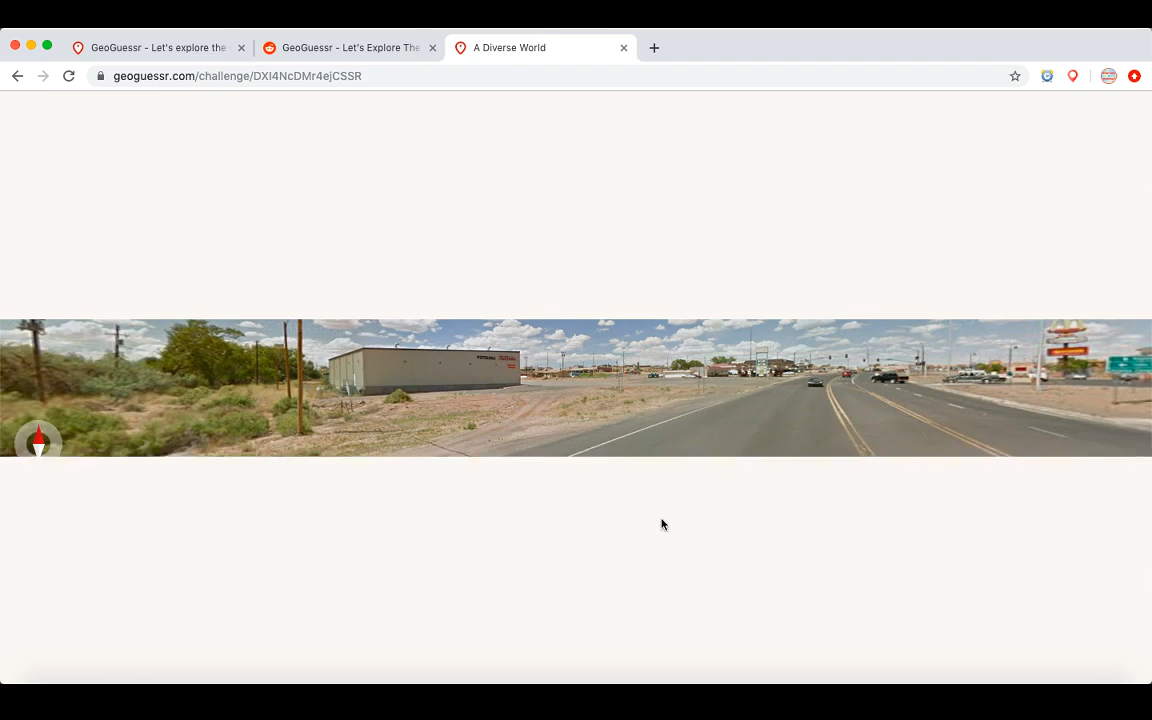 GeoGuessr - Let's explore the
GeoGuessr - Let's Explore The
A Diverse World
geoguessr.com/challenge/DXI4NcDMr4ejCSSR